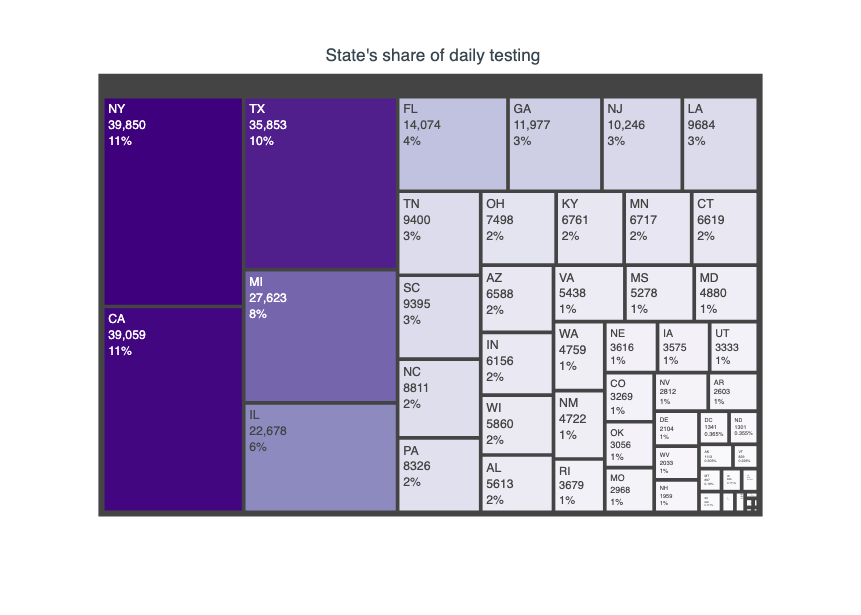 State's share of daily testing
NY
39,850
11%
CA
39,059
11%
TX
35,853
10%
MI
27,623
8%
IL
22,678
6%
FL
14,074
4%
GA
11,977
3%
NJ
10,246
3%
LA
9684
3%
TN
9400
3%
SC
9395
3%
NC
8811
2%
PA
8326
2%
OH
7498
2%
KY
6761
2%
MN
6717
2%
CT
6619
2%
AZ
6588
2%
IN
6156
2%
WI
5860
2%
AL
5613
2%
VA
5438
1%
MS
5278
1%
MD
4880
1%
WA
4759
1%
NM
4722
1%
RI
3679
1%
NE
3616
1%
IA
3575
1%
UT
3333
1%
CO
3269
1%
OK
3056
1%
MO
2968
1%
NV
2812
1%
AR
2603
1%
DE
2104
1%
WV
2033
1%
NH
1959
1%
DC
1341
0.365%
ND
1301
0.355%